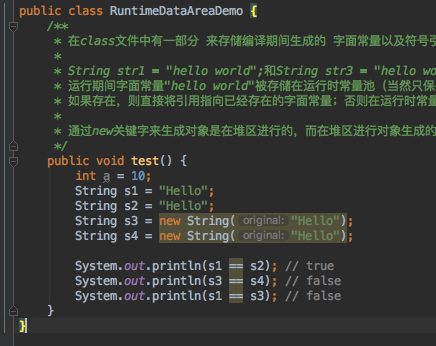 public class RuntimeDataAreaDemo {
/**
* 在class文件中有一部分 来存储编译期间生成的 字面常量以及符号引
*
* String str1 = "hello world";和String str3 = "hello wo
* 运行期间字面常量"hello world"被存储在运行时常量池（当然只保
* 如果存在，则直接将引用指向已经存在的字面常量；否则在运行时常量
*
* 通过new关键字来生成对象是在堆区进行的，而在堆区进行对象生成的
*/
public void test() {
int a = 10;
String s1 = "Hello";
String s2 = "Hello";
String s3 = new String( original: "Hello");
String s4 = new String( original: "Hello");
System.out.println(s1 == s2); // true
System.out.println(s3 == s4); // false
System.out.println(s1 == s3); // false
}
}